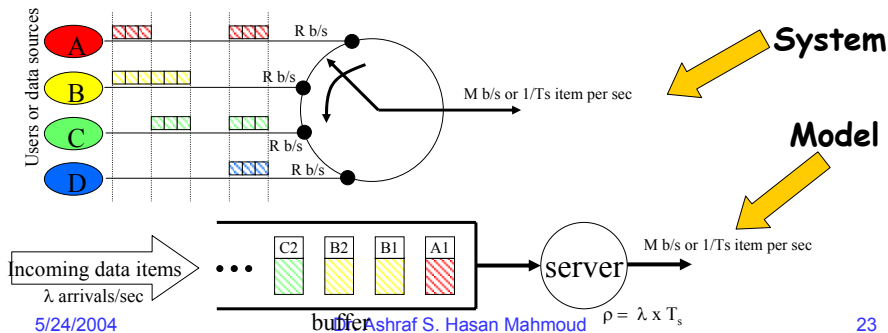 Users or data sources
A
R b/s
System
B
R b/s
M b/s or 1/Ts item per sec
C
R b/s
Model
D
R b/s
C2 B2 B1 A1
M b/s or 1/Ts item per sec
Incoming data items
•••
server
λ arrivals/sec
buffer
ρ = λ x Ts
5/24/2004
Dr. Ashraf S. Hasan Mahmoud
23